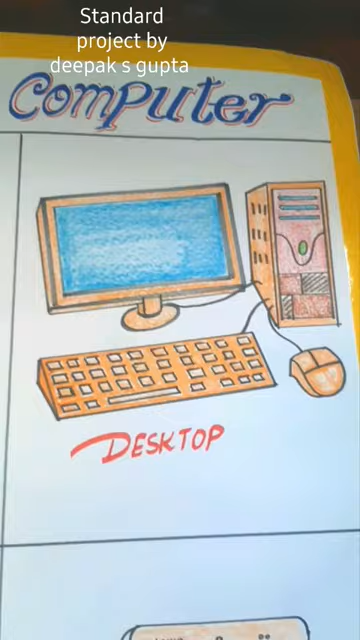 Standard
project by
deepak s gupta
Computer
DESKTOP